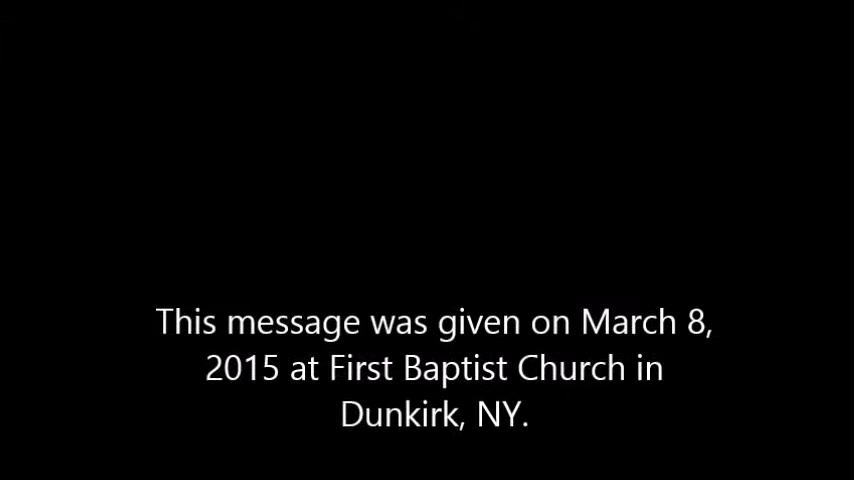 This message was given on March 8,
2015 at First Baptist Church in
Dunkirk, NY.